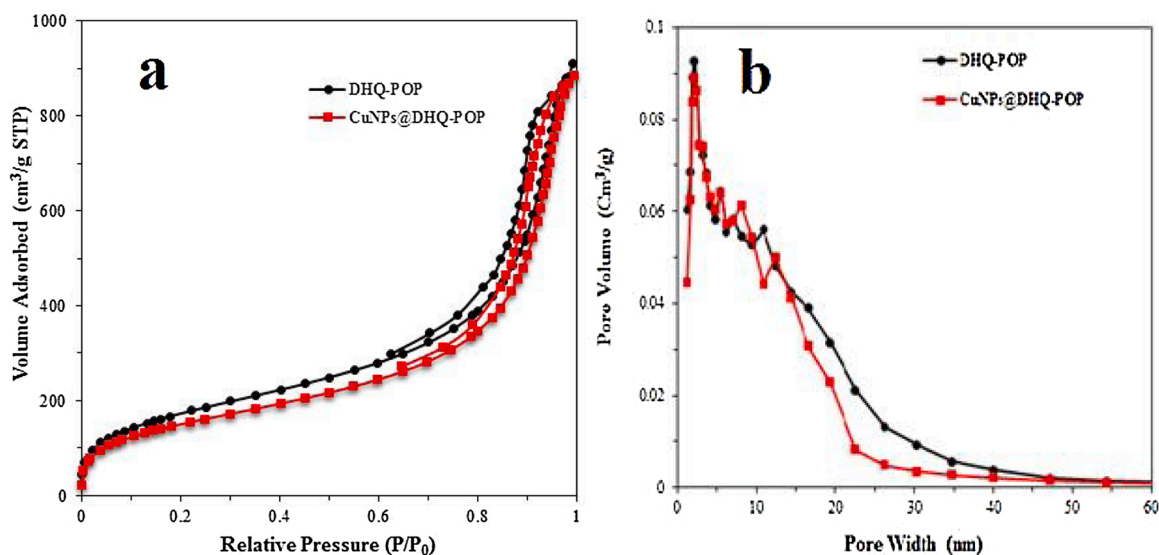 1000
800
600
400
200
0
Volume Adsorbed (cm³/g STP)
a
DHQ-POP
CuNPs@DHQ-POP
0 0.2 0.4 0.6 0.8 1
Relative Pressure (P/P₀)
0.1
0.08
0.06
0.04
0.02
0
Pore Volume (Cm³/g)
b
DHQ-POP
CuNPs@DHQ-POP
0 10 20 30 40 50 60
Pore Width (nm)